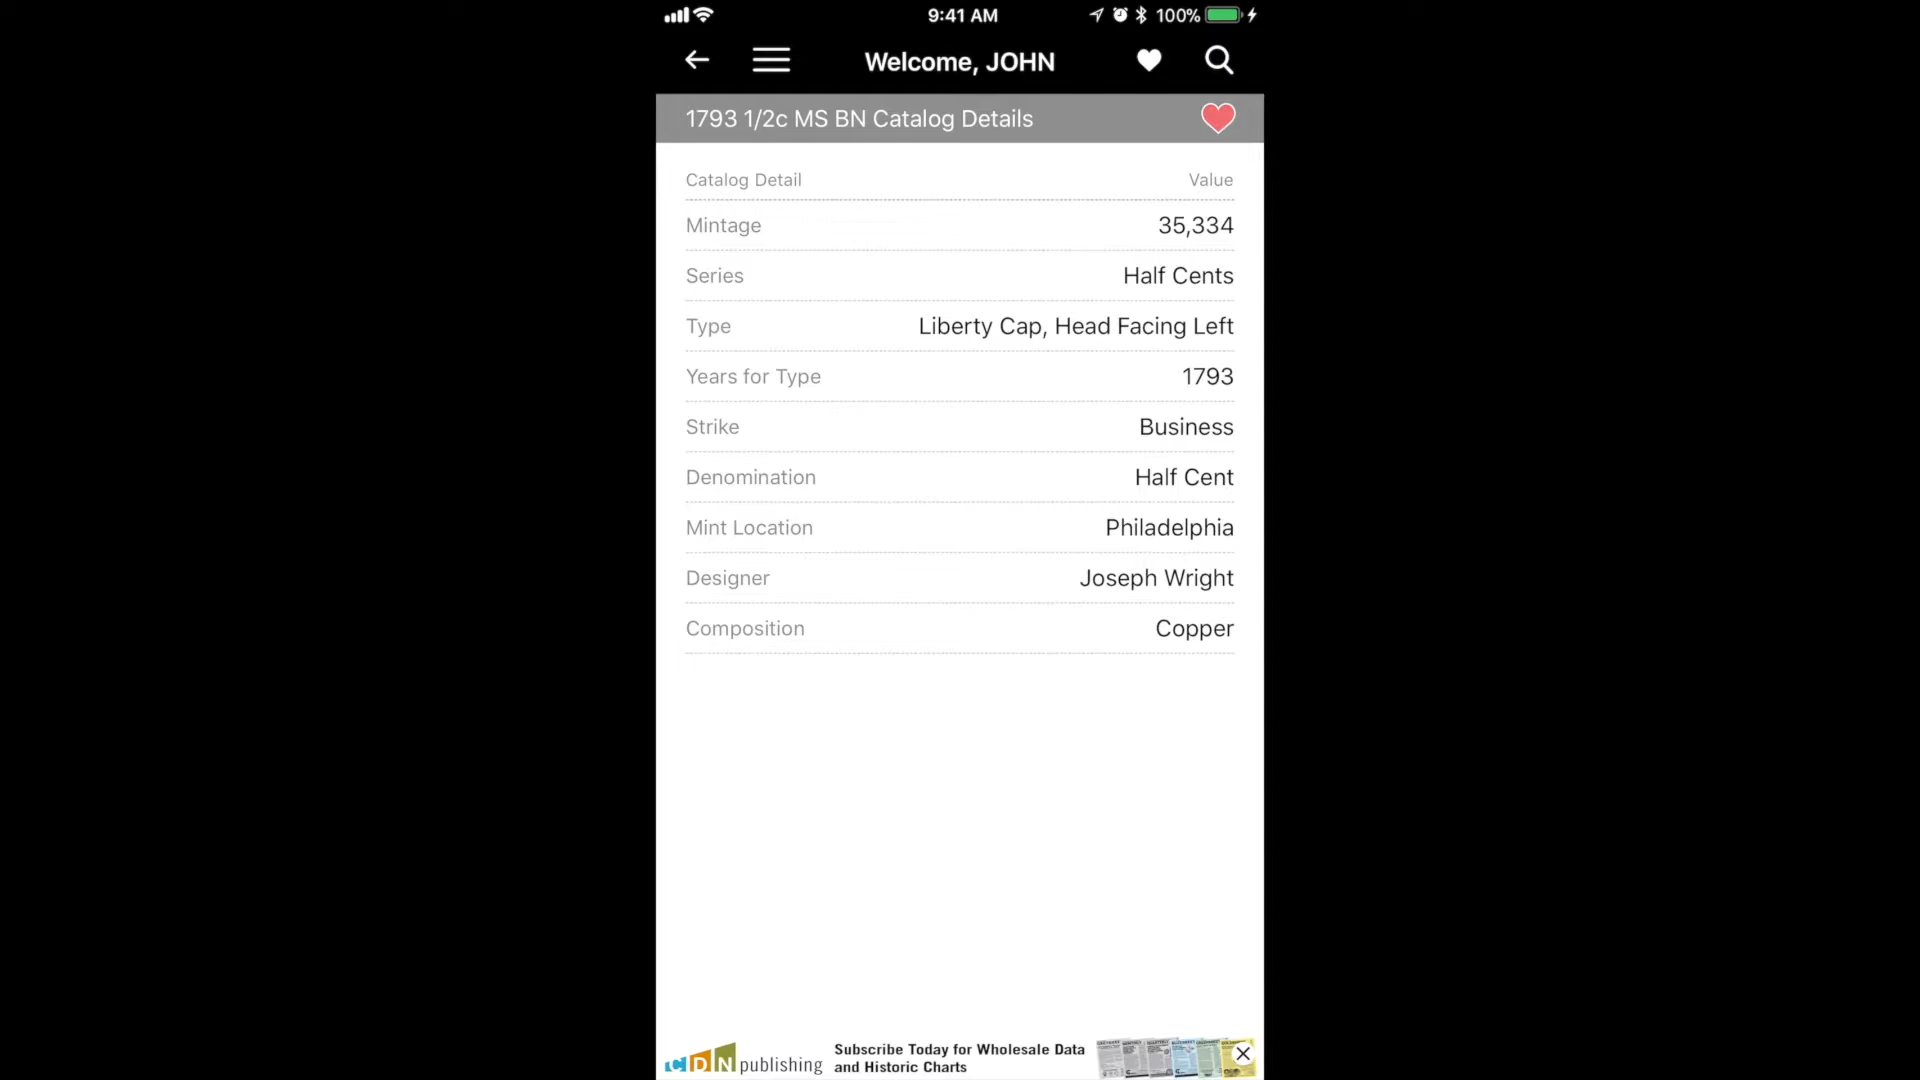 9:41 AM
100%
Welcome, JOHN
1793 1/2c MS BN Catalog Details
Catalog Detail Value
Mintage 35,334
Series Half Cents
Type Liberty Cap, Head Facing Left
Years for Type 1793
Strike Business
Denomination Half Cent
Mint Location Philadelphia
Designer Joseph Wright
Composition Copper
CDN publishing
Subscribe Today for Wholesale Data
and Historic Charts